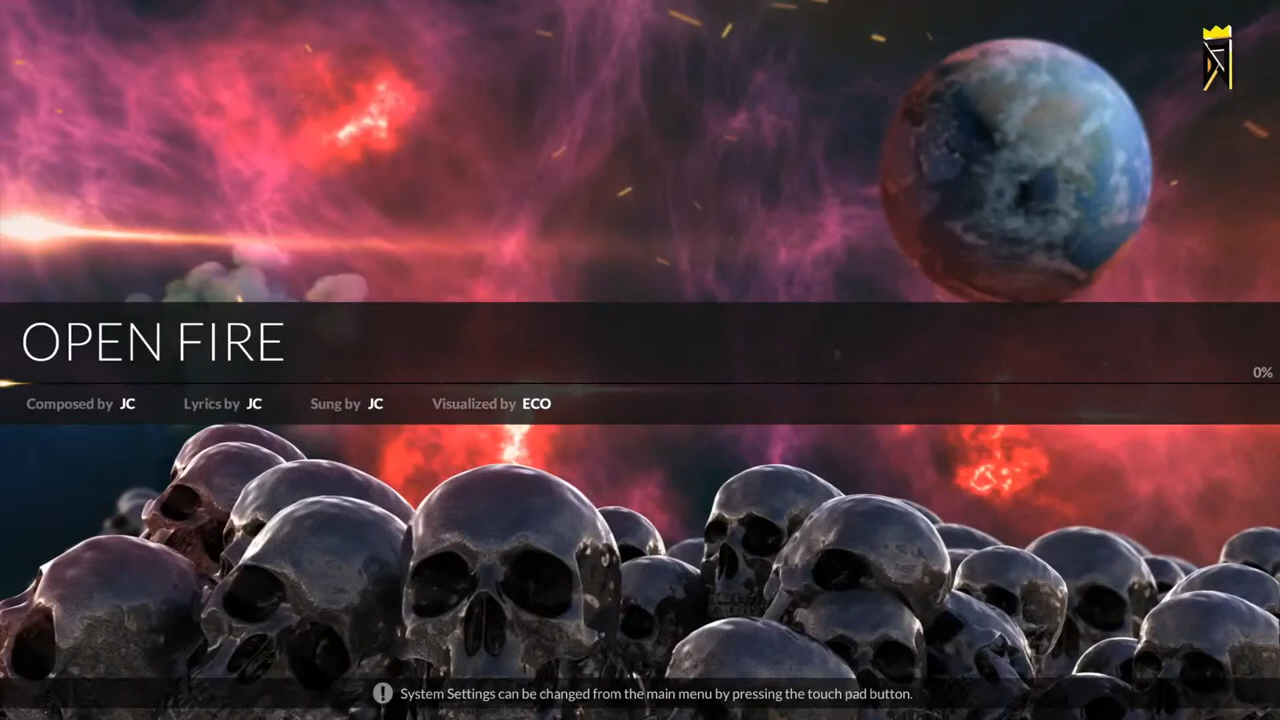 OPEN FIRE
0%
Composed by JC Lyrics by JC Sung by JC Visualized by ECO
System Settings can be changed from the main menu by pressing the touch pad button.